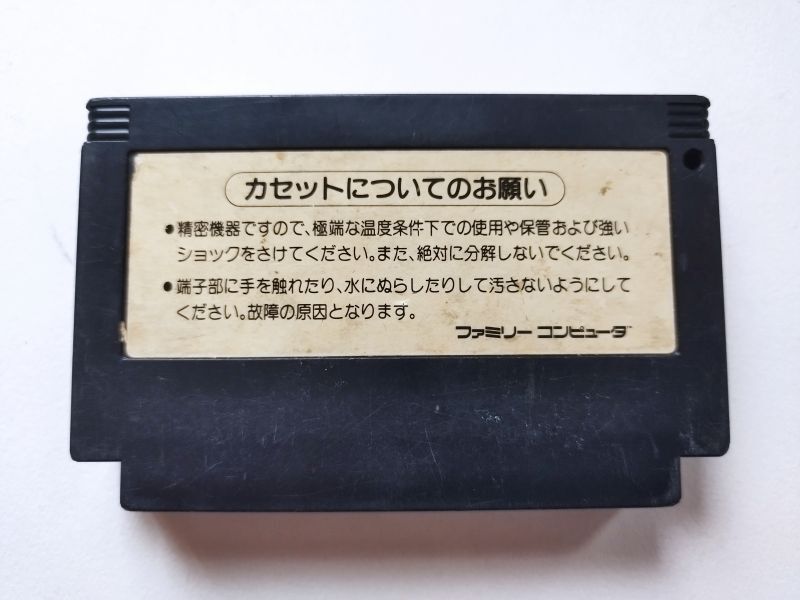 カセットについてのお願い
●精密機器ですので、極端な温度条件下での使用や保管および強い
ショックをさけてください。また、絶対に分解しないでください。
●端子部に手を触れたり、水にぬらしたりして汚さないようにして
ください。故障の原因となります。
ファミリー コンピュータ™